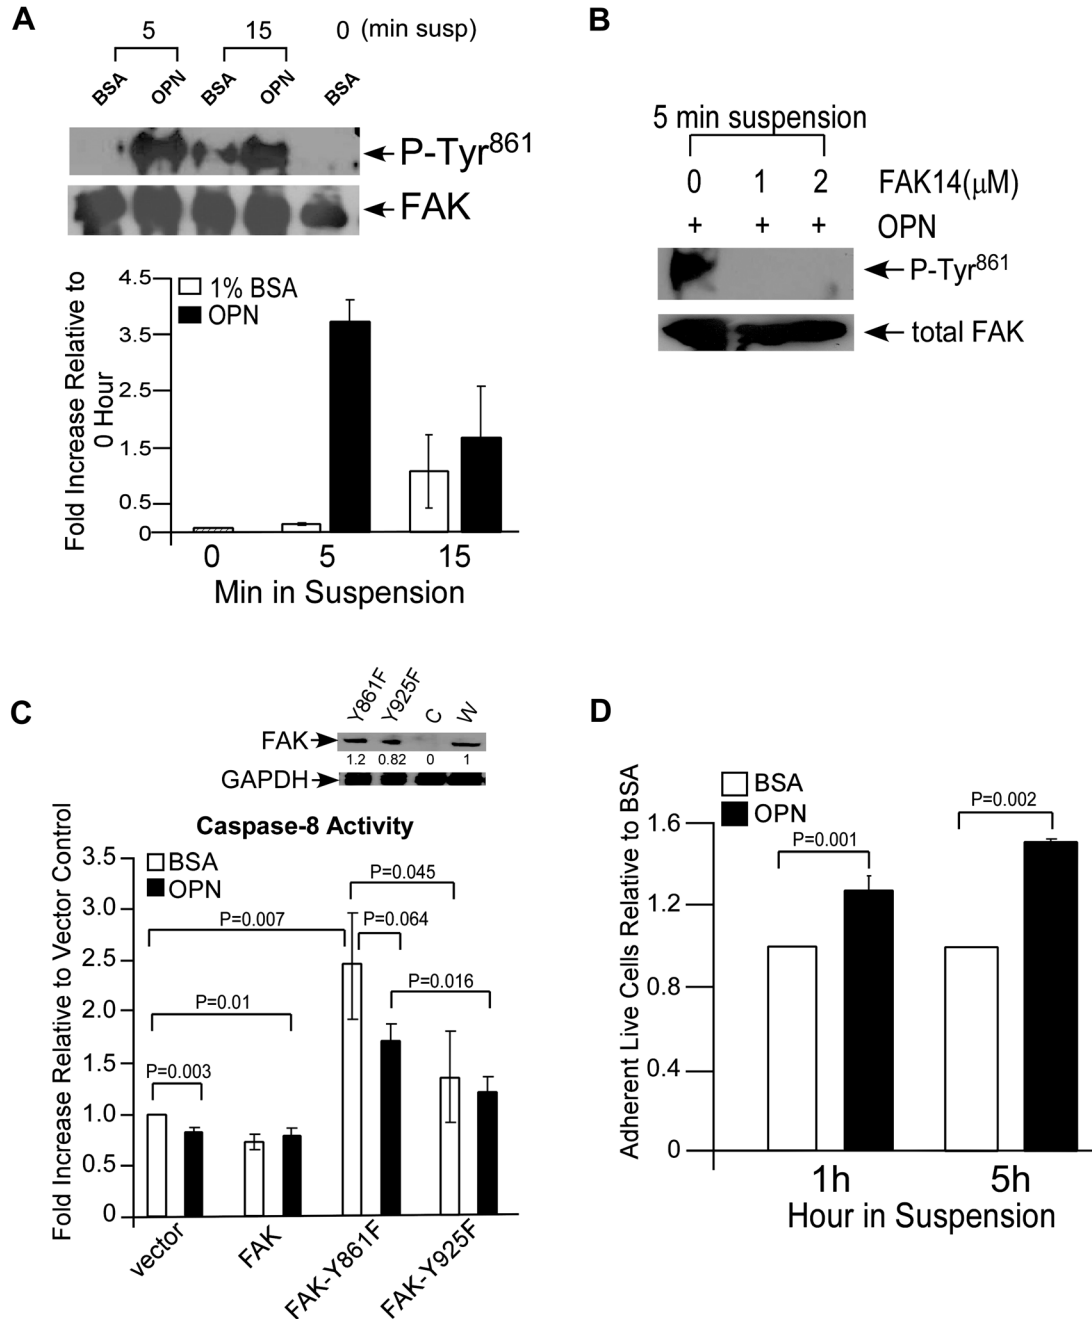 A
5 15 0 (min susp)
BSA OPN BSA OPN BSA
P-Tyr861
FAK
4.5
3.5
2.5
1.5
0.5
0
Fold Increase Relative to
0 Hour
1% BSA
OPN
0 5 15
Min in Suspension
B
5 min suspension
0 1 2 FAK14(μM)
+ + + OPN
P-Tyr861
total FAK
C
Y861F Y925F C W
FAK
1.2 0.82 0 1
GAPDH
Caspase-8 Activity
Fold Increase Relative to Vector Control
3.5
3.0
2.5
2.0
1.5
1.0
0.5
0
BSA
OPN
P=0.045
P=0.007
P=0.064
P=0.016
P=0.01
P=0.003
vector FAK FAK-Y861F FAK-Y925F
D
Adherent Live Cells Relative to BSA
BSA
OPN
1.6
1.2
0.8
0.4
0
P=0.001
P=0.002
1h 5h
Hour in Suspension